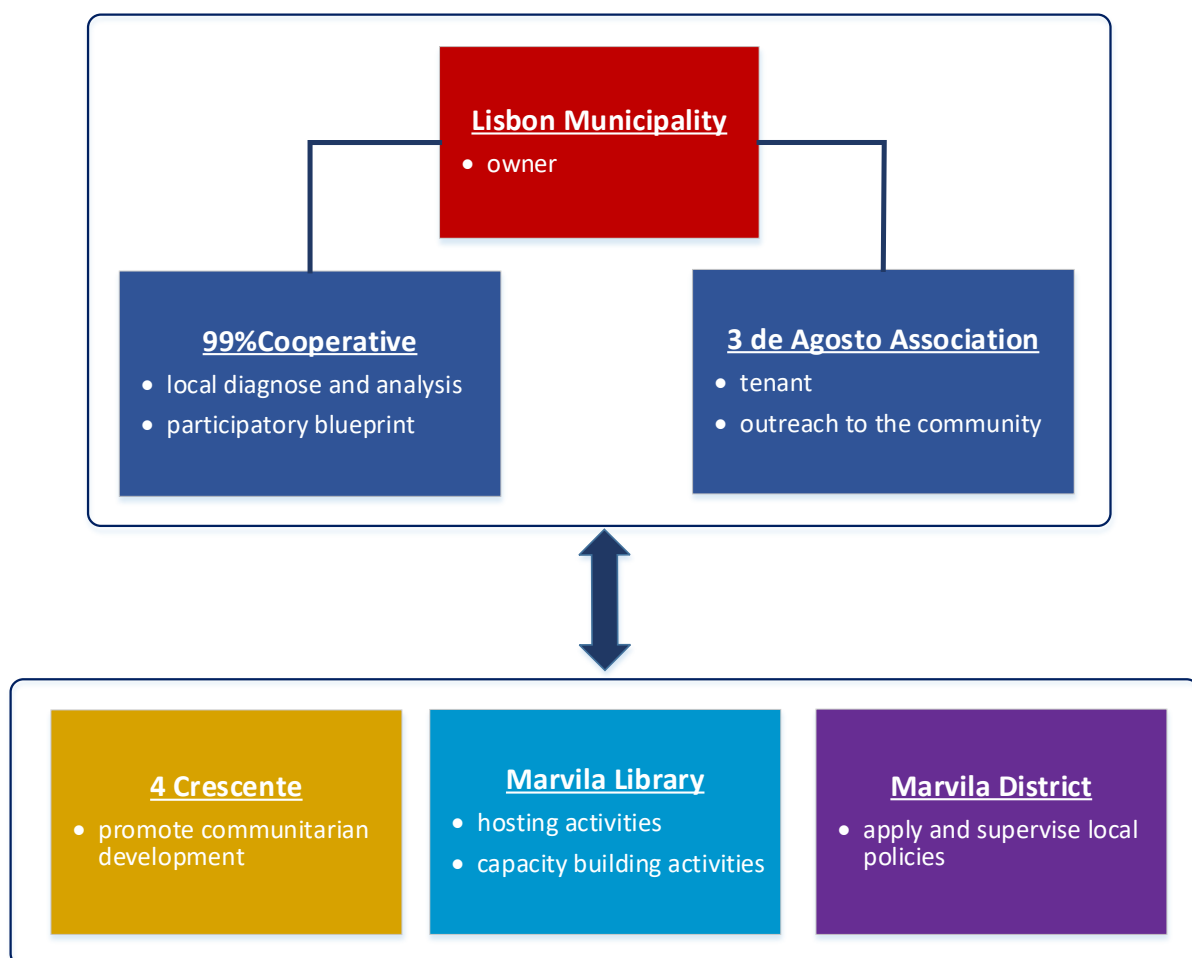 Lisbon Municipality
• owner
99%Cooperative
• local diagnose and analysis
• participatory blueprint
3 de Agosto Association
• tenant
• outreach to the community
4 Crescente
• promote communitarian
development
Marvila Library
• hosting activities
• capacity building activities
Marvila District
• apply and supervise local
policies